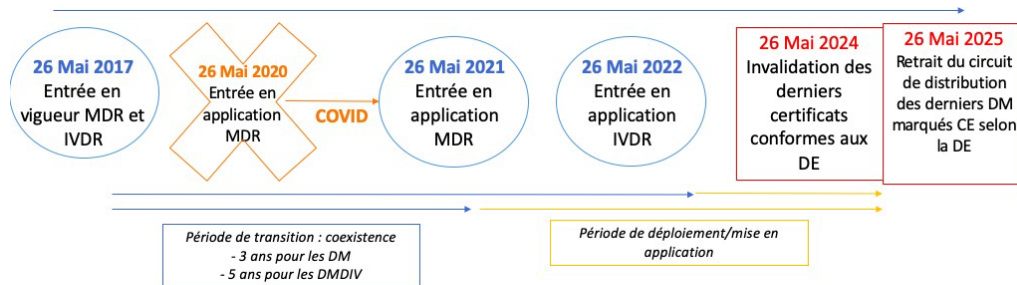 26 Mai 2017
Entrée en
vigueur MDR et
IVDR
26 Mai 2020
Entrée en
application
MDR
COVID
26 Mai 2021
Entrée en
application
MDR
26 Mai 2022
Entrée en
application
IVDR
26 Mai 2024
Invalidation des
derniers
certificats
conformes aux
DE
26 Mai 2025
Retrait du circuit
de distribution
des derniers DM
marqués CE selon
la DE
Période de transition : coexistence
- 3 ans pour les DM
- 5 ans pour les DMDIV
Période de déploiement/mise en
application